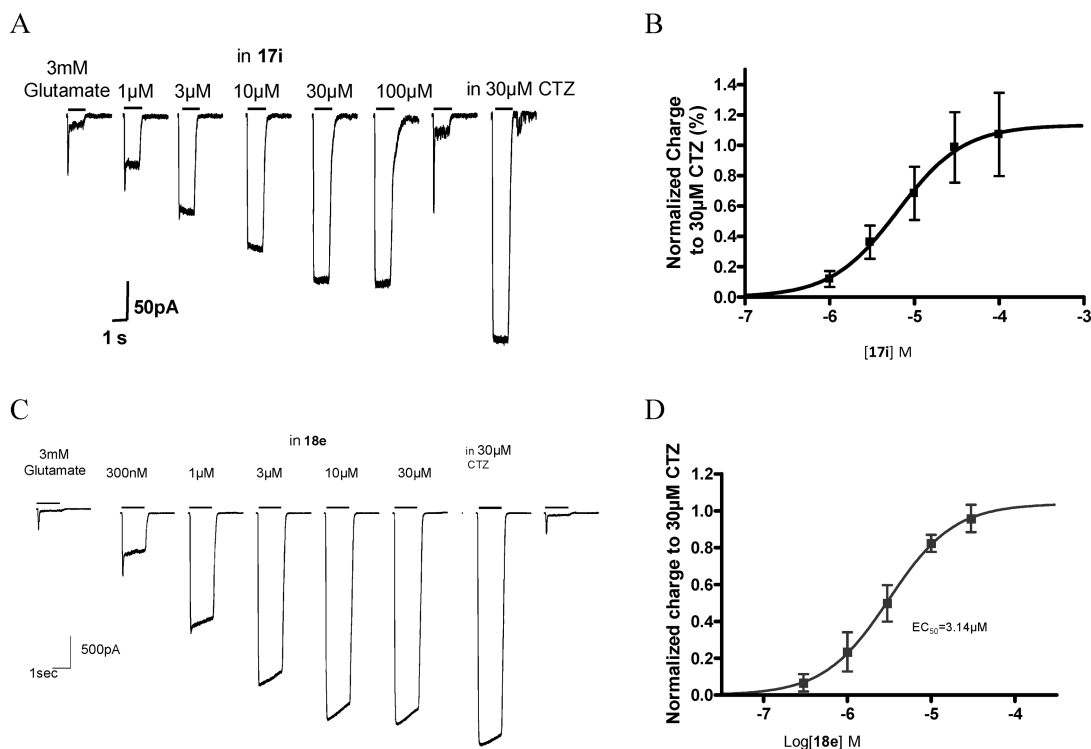 A
in 17i
3mM
Glutamate
1µM
3µM
10µM
30µM
100µM
in 30µM CTZ
50pA
1 s
B
Normalized Charge
to 30µM CTZ (%)
1.4
1.2
1.0
0.8
0.6
0.4
0.2
0.0
-7
-6
-5
-4
-3
[17i] M
C
in 18e
3mM
Glutamate
300nM
1µM
3µM
10µM
30µM
in 30µM
CTZ
500pA
1sec
D
Normalized charge to 30µM CTZ
1.2
1.0
0.8
0.6
0.4
0.2
0.0
EC50=3.14µM
-7
-6
-5
-4
Log[18e] M